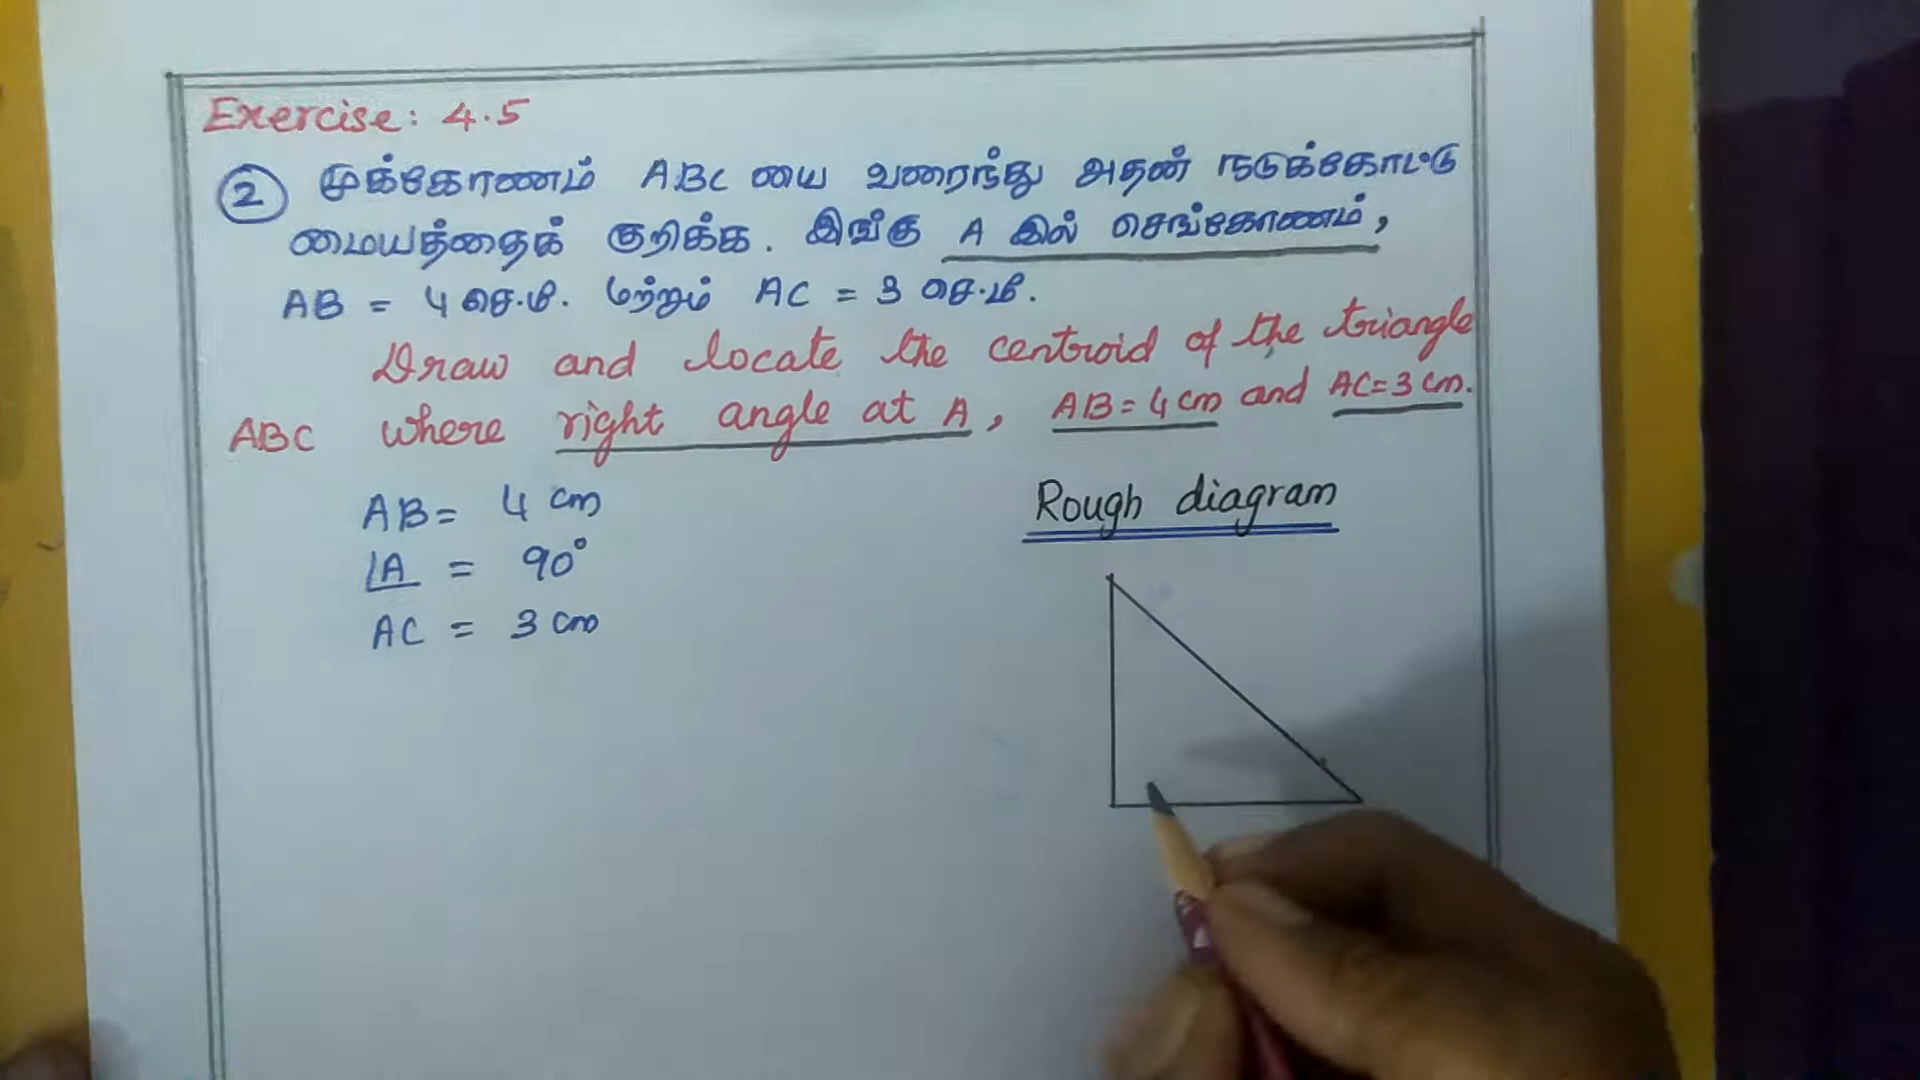 Exercise: 4.5
② முக்கோணம் ABC யை வரைந்து அதன் நடுக்கோட்டு
மையத்தைக் குறிக்க. இங்கு A இல் செங்கோணம்,
AB = 4 செ.மீ. மற்றும் AC = 3 செ.மீ.
Draw and locate the centroid of the triangle
ABC where right angle at A, AB = 4 cm and AC = 3 cm.
AB = 4 cm
∠A = 90°
AC = 3 cm
Rough diagram